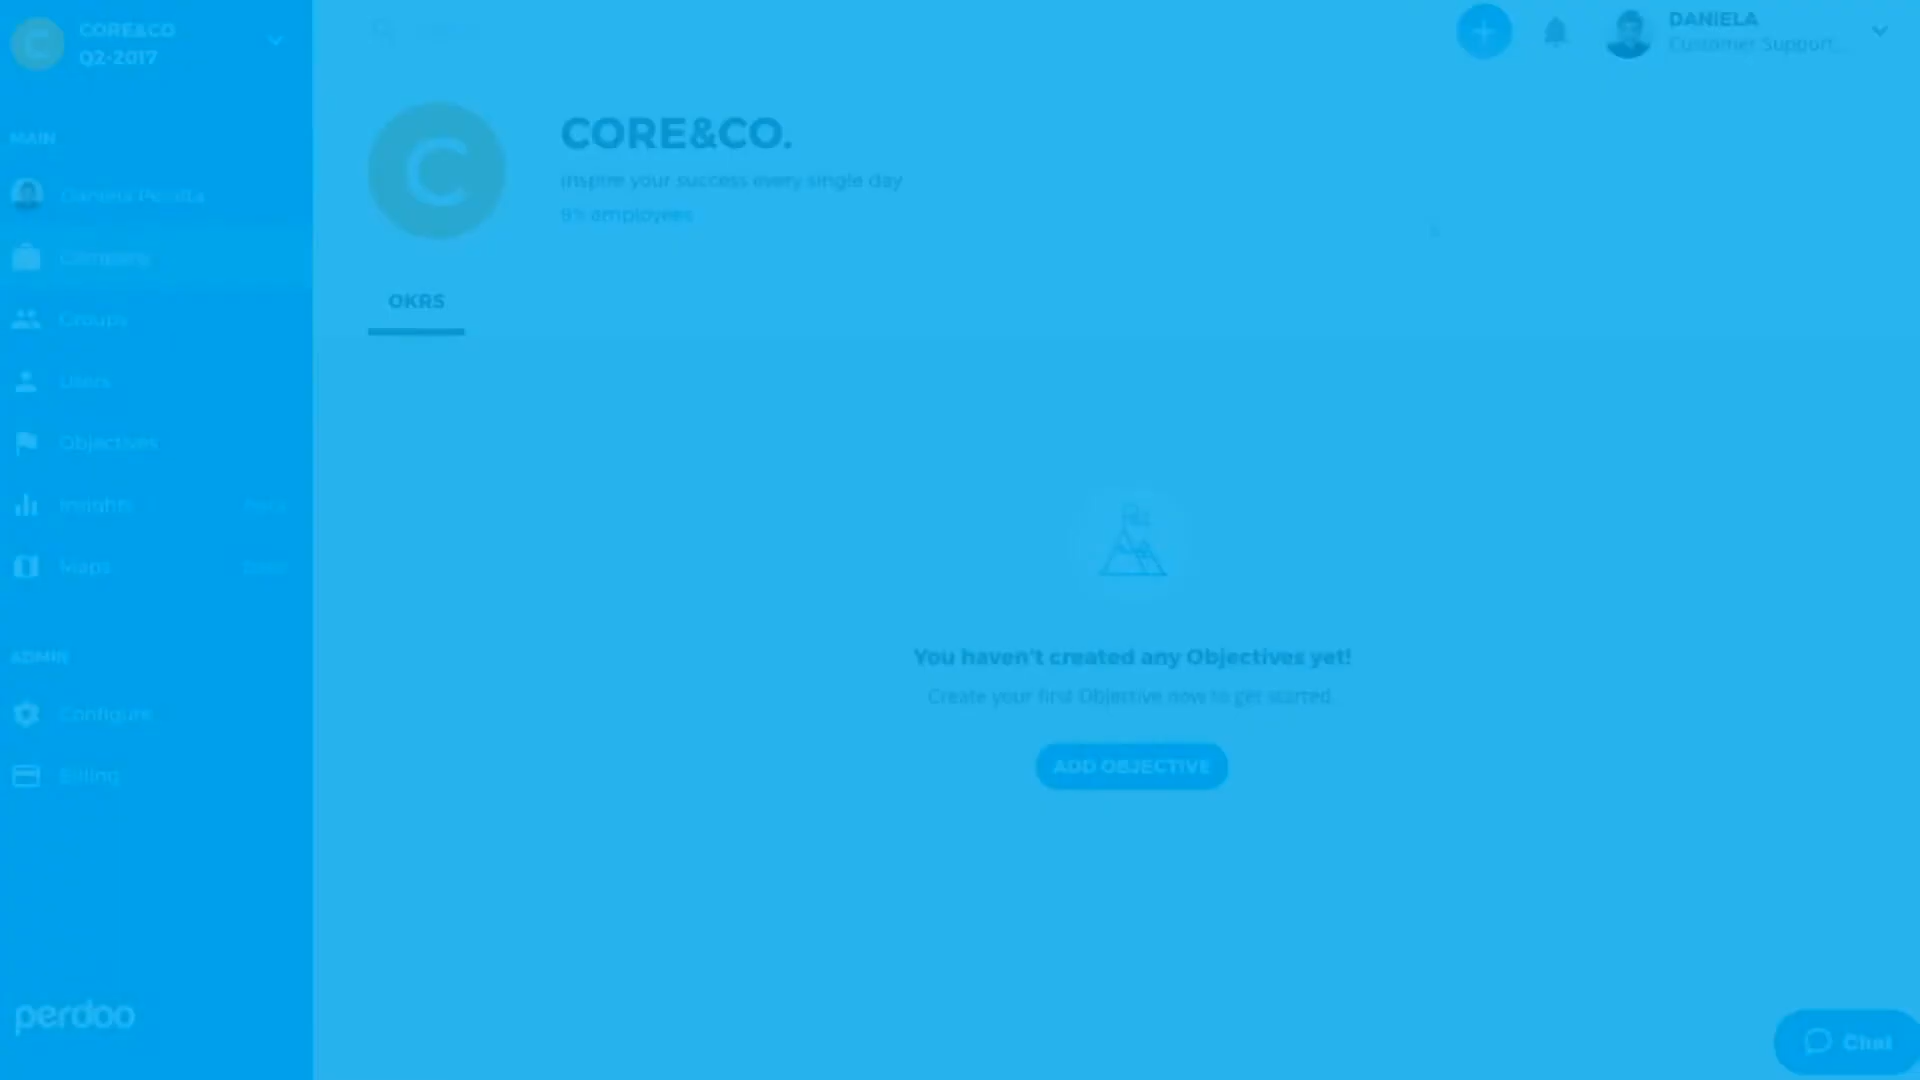 CORE&CO
Q2-2017
MAIN
Daniela Peralta
Company
Groups
Users
Objectives
Insights
Maps
ADMIN
Configure
Billing
perdoo
DANIELA
Customer Support...
C
CORE&CO.
Inspire your success every single day
employees
OKRS
You haven't created any Objectives yet!
Create your first Objective now to get started.
ADD OBJECTIVE
Chat